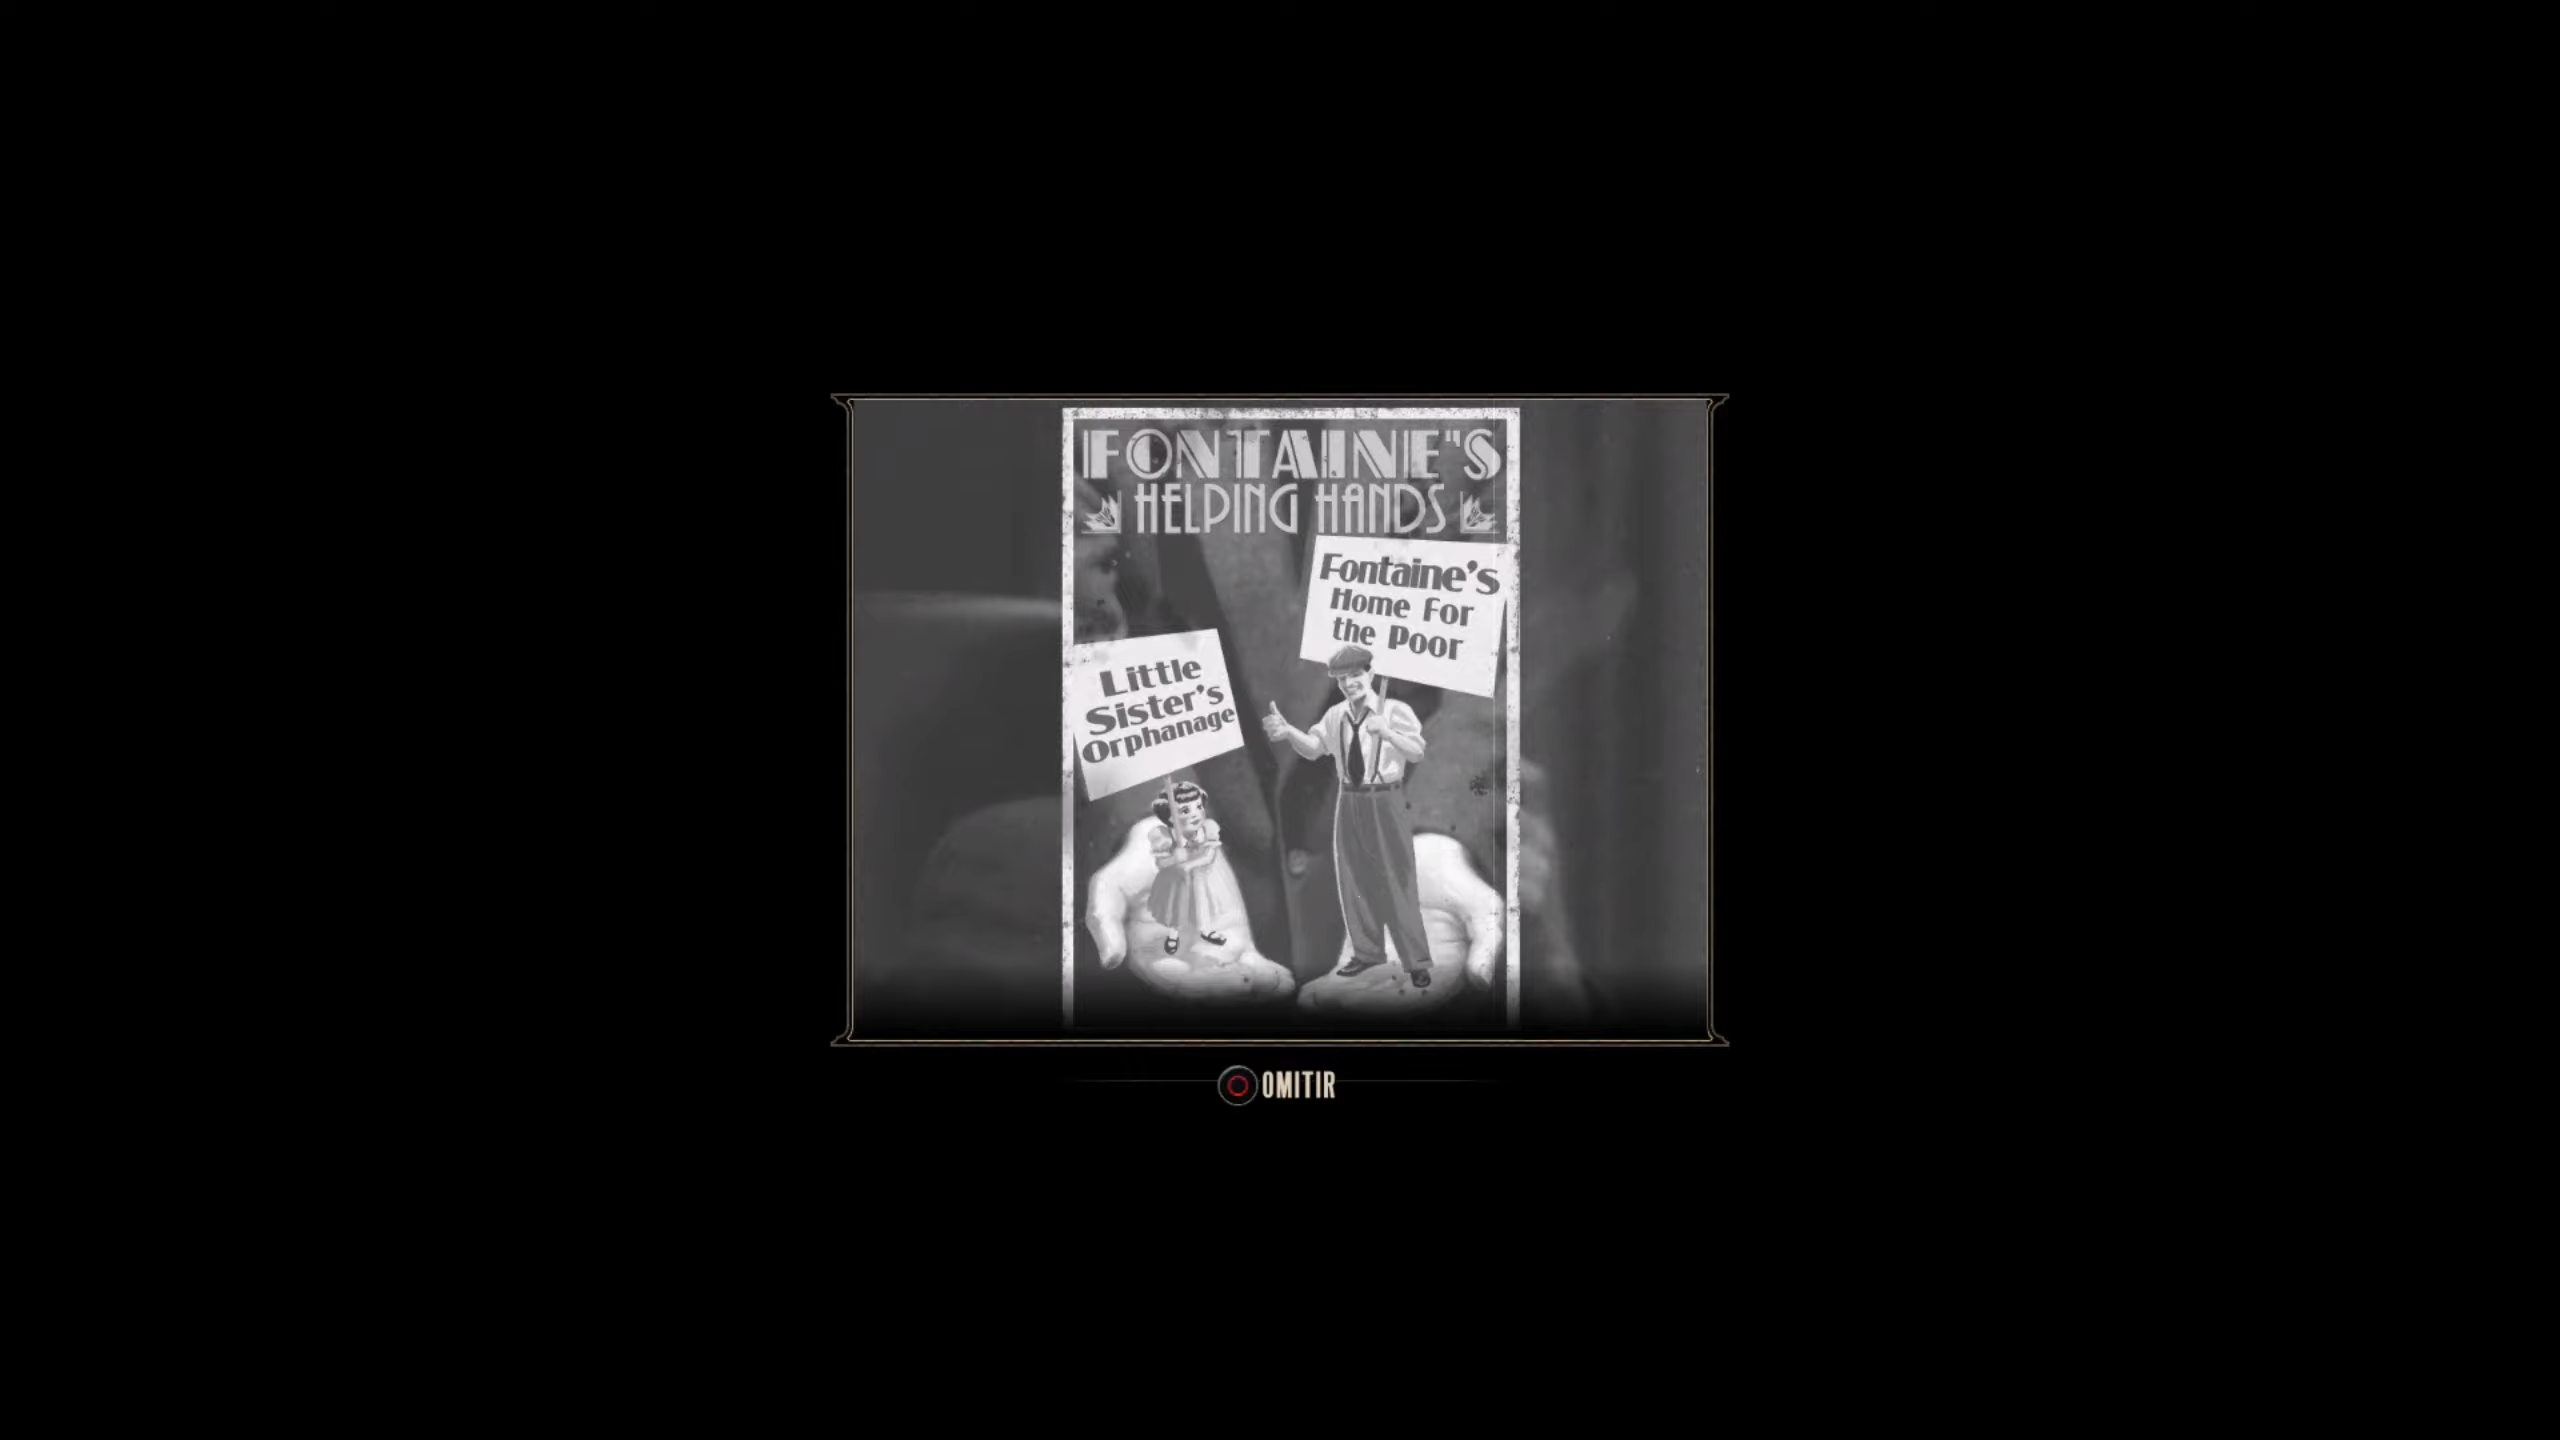 FONTAINE"S
HELPING HANDS
Fontaine's
Home For
the Poor
Little
Sister's
Orphanage
OMITIR